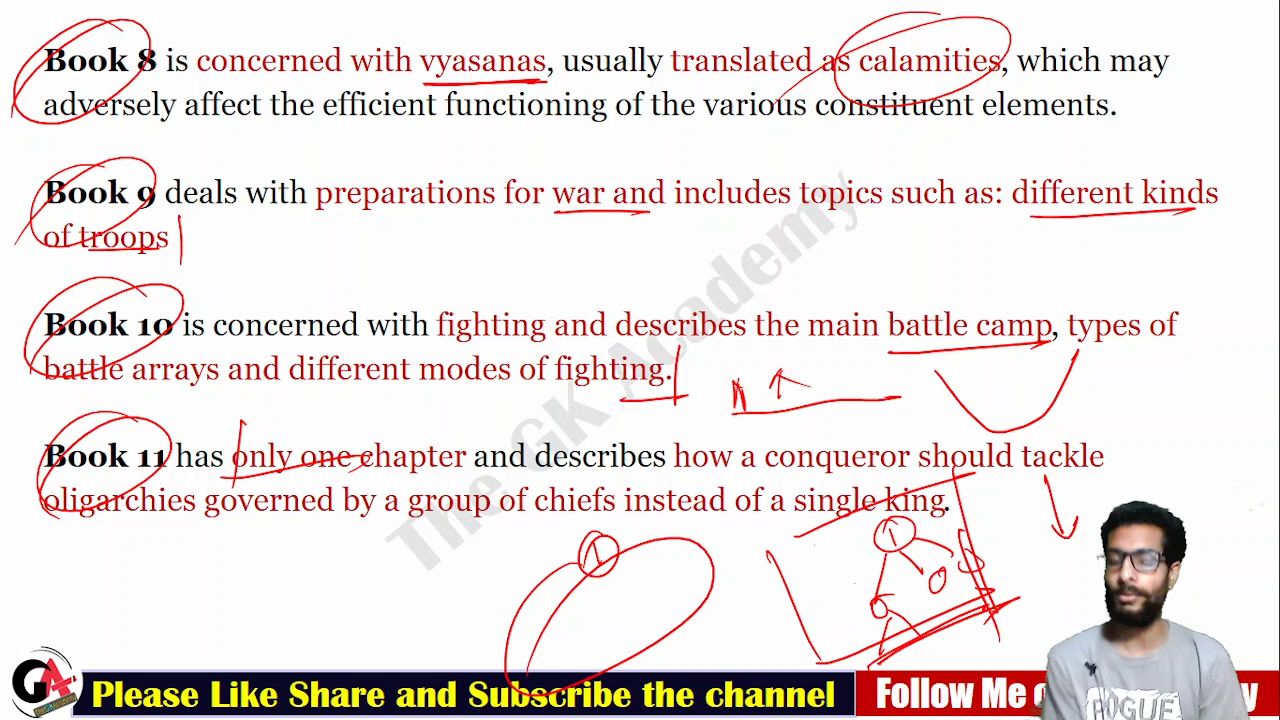 Book 8 is concerned with vyasanas, usually translated as calamities, which may
adversely affect the efficient functioning of the various constituent elements.
Book 9 deals with preparations for war and includes topics such as: different kinds
of troops
Book 10 is concerned with fighting and describes the main battle camp, types of
battle arrays and different modes of fighting.
Book 11 has only one chapter and describes how a conqueror should tackle
oligarchies governed by a group of chiefs instead of a single king.
The GK Academy
GA
Please Like Share and Subscribe the channel
Follow Me
ROGUE